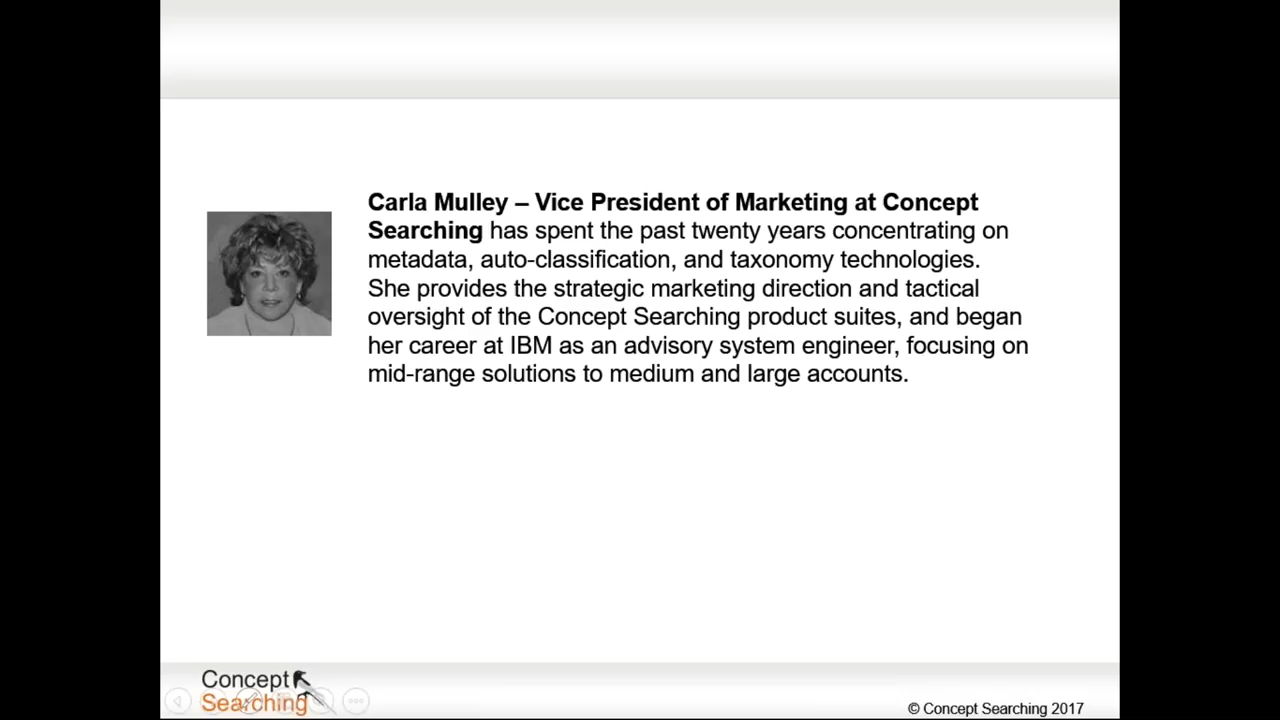 Carla Mulley – Vice President of Marketing at Concept
Searching has spent the past twenty years concentrating on
metadata, auto-classification, and taxonomy technologies.
She provides the strategic marketing direction and tactical
oversight of the Concept Searching product suites, and began
her career at IBM as an advisory system engineer, focusing on
mid-range solutions to medium and large accounts.
Concept
Searching
© Concept Searching 2017